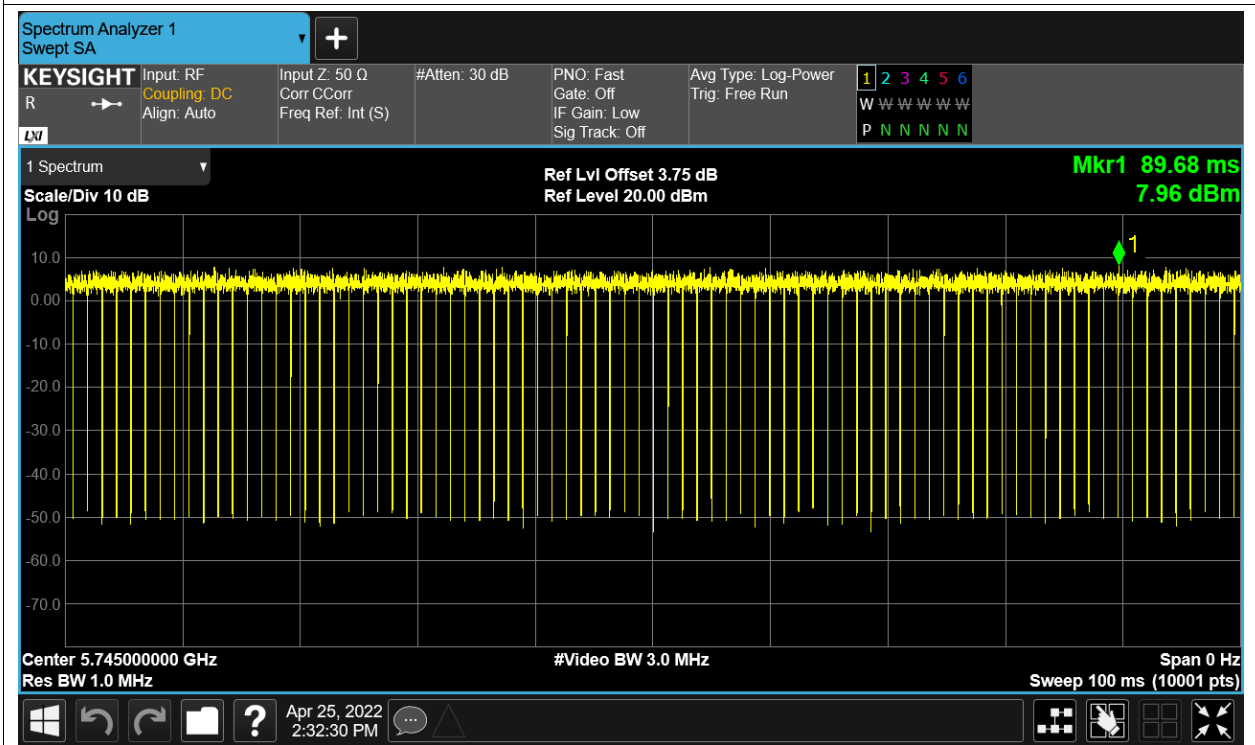 Spectrum Analyzer 1
Swept SA
+
KEYSIGHT
R
LXI
Input: RF
Coupling: DC
Align: Auto
Input Z: 50 Ω
Corr CCorr
Freq Ref: Int (S)
#Atten: 30 dB
PNO: Fast
Gate: Off
IF Gain: Low
Sig Track: Off
Avg Type: Log-Power
Trig: Free Run
1 2 3 4 5 6
W W W W W W
P N N N N N
1 Spectrum
Scale/Div 10 dB
Ref Lvl Offset 3.75 dB
Ref Level 20.00 dBm
Mkr1 89.68 ms
7.96 dBm
Log
1
10.0
0.00
-10.0
-20.0
-30.0
-40.0
-50.0
-60.0
-70.0
Center 5.745000000 GHz
Res BW 1.0 MHz
#Video BW 3.0 MHz
Span 0 Hz
Sweep 100 ms (10001 pts)
?
Apr 25, 2022
2:32:30 PM